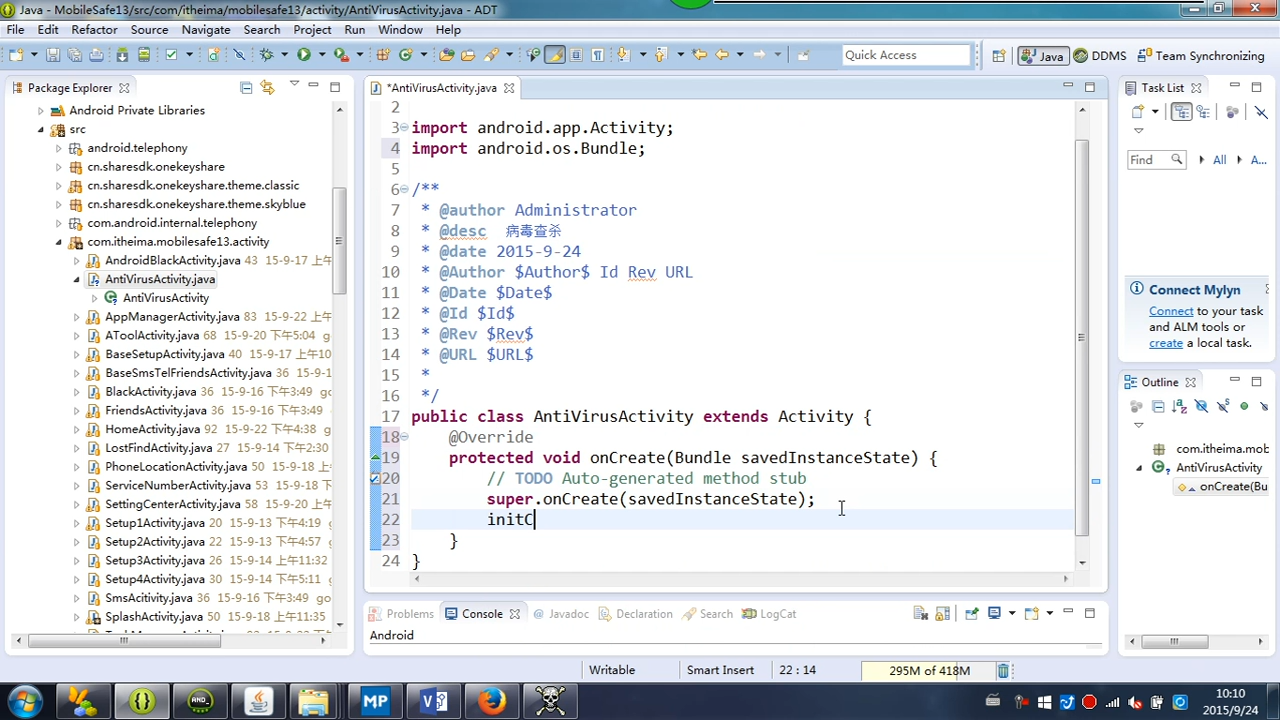 Java - MobileSafe13/src/com/itheima/mobilesafe13/activity/AntiVirusActivity.java - ADT
File Edit Refactor Source Navigate Search Project Run Window Help
Quick Access
Java DDMS Team Synchronizing
Package Explorer
Android Private Libraries
src
android.telephony
cn.sharesdk.onekeyshare
cn.sharesdk.onekeyshare.theme.classic
cn.sharesdk.onekeyshare.theme.skyblue
com.android.internal.telephony
com.itheima.mobilesafe13.activity
AndroidBlackActivity.java 43 15-9-17 上午
AntiVirusActivity.java
AntiVirusActivity
AppManagerActivity.java 83 15-9-22 上午
AToolActivity.java 68 15-9-20 下午5:04 go
BaseSetupActivity.java 40 15-9-17 上午10
BaseSmsTelFriendsActivity.java 36 15-9-
BlackActivity.java 36 15-9-16 下午3:49 go
FriendsActivity.java 36 15-9-16 下午3:49
HomeActivity.java 92 15-9-22 下午4:38 go
LostFindActivity.java 27 15-9-14 下午2:30
PhoneLocationActivity.java 50 15-9-18 上
ServiceNumberActivity.java 50 15-9-18 上
SettingCenterActivity.java 67 15-9-20 下
Setup1Activity.java 20 15-9-13 下午4:19 g
Setup2Activity.java 22 15-9-13 下午4:57 g
Setup3Activity.java 26 15-9-14 上午11:32
Setup4Activity.java 30 15-9-14 下午5:11 g
SmsActivity.java 36 15-9-16 下午3:49 goc
SplashActivity.java 64 15-9-18 上午11:04
*AntiVirusActivity.java
2
3 import android.app.Activity;
4 import android.os.Bundle;
5
6 /**
7 * @author Administrator
8 * @desc 病毒查杀
9 * @date 2015-9-24
10 * @Author $Author$ Id Rev URL
11 * @Date $Date$
12 * @Id $Id$
13 * @Rev $Rev$
14 * @URL $URL$
15 *
16 */
17 public class AntiVirusActivity extends Activity {
18 @Override
19 protected void onCreate(Bundle savedInstanceState) {
20 // TODO Auto-generated method stub
21 super.onCreate(savedInstanceState);
22 initC
23 }
24 }
Problems Console @ Javadoc Declaration Search LogCat
Android
Task List
Find All A...
Connect Mylyn
Connect to your task
and ALM tools or
create a local task.
Outline
com.itheima.mob
AntiVirusActivity
onCreate(Bu
Writable Smart Insert 22 : 14 295M of 418M
10:10
2015/9/24